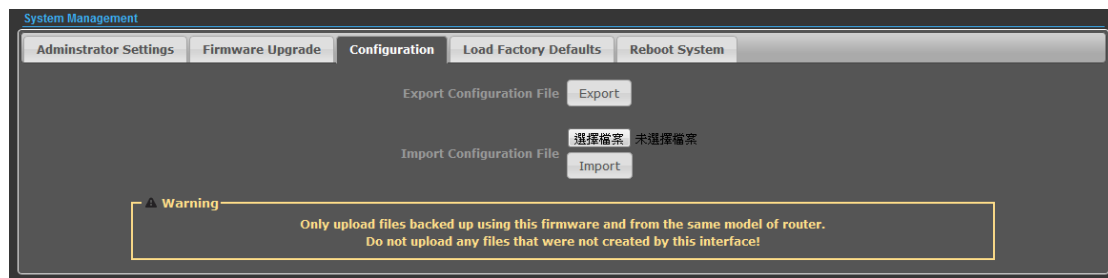 System Management
Adminstrator Settings Firmware Upgrade Configuration Load Factory Defaults Reboot System
Export Configuration File Export
選擇檔案 未選擇檔案
Import Configuration File
Import
Warning
Only upload files backed up using this firmware and from the same model of router.
Do not upload any files that were not created by this interface!